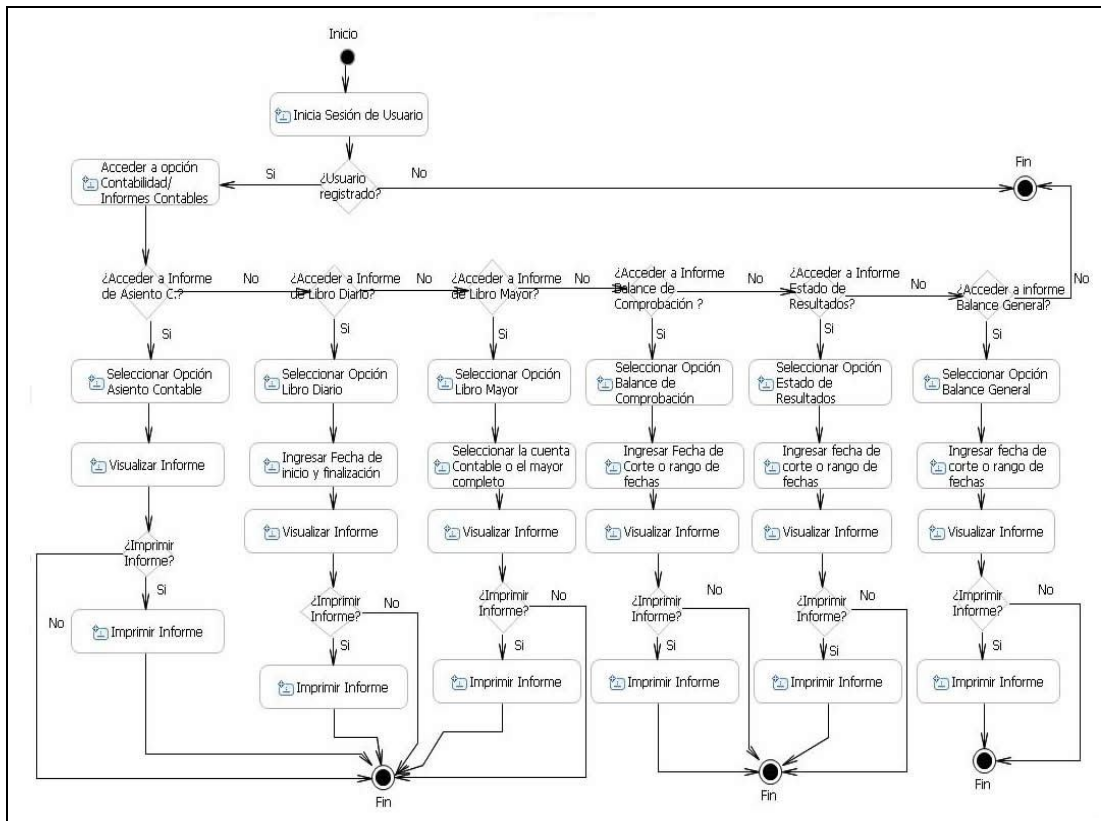 Inicio
Inicia Sesión de Usuario
Acceder a opción
Contabilidad/
Informes Contables
Si
¿Usuario
registrado?
No
Fin
¿Acceder a Informe
de Asiento C.?
No
¿Acceder a Informe
de Libro Diario?
No
¿Acceder a Informe
de Libro Mayor?
No
¿Acceder a Informe
Balance de
Comprobación ?
No
¿Acceder a Informe
Estado de
Resultados?
No
¿Acceder a informe
Balance General?
No
Si
Si
Si
Si
Si
Si
Seleccionar Opción
Asiento Contable
Seleccionar Opción
Libro Diario
Seleccionar Opción
Libro Mayor
Seleccionar Opción
Balance de
Comprobación
Seleccionar Opción
Estado de
Resultados
Seleccionar Opción
Balance General
Visualizar Informe
Ingresar Fecha de
inicio y finalización
Seleccionar la cuenta
Contable o el mayor
completo
Ingresar Fecha de
Corte o rango de
fechas
Ingresar fecha de
corte o rango de
fechas
Ingresar fecha de
corte o rango de
fechas
Visualizar Informe
Visualizar Informe
Visualizar Informe
Visualizar Informe
Visualizar Informe
¿Imprimir
Informe?
Si
No
Imprimir Informe
¿Imprimir
Informe?
No
Si
Imprimir Informe
¿Imprimir
Informe?
No
Si
Imprimir Informe
¿Imprimir
Informe?
No
Si
Imprimir Informe
¿Imprimir
Informe?
No
Si
Imprimir Informe
¿Imprimir
Informe?
No
Si
Imprimir Informe
Fin
Fin
Fin